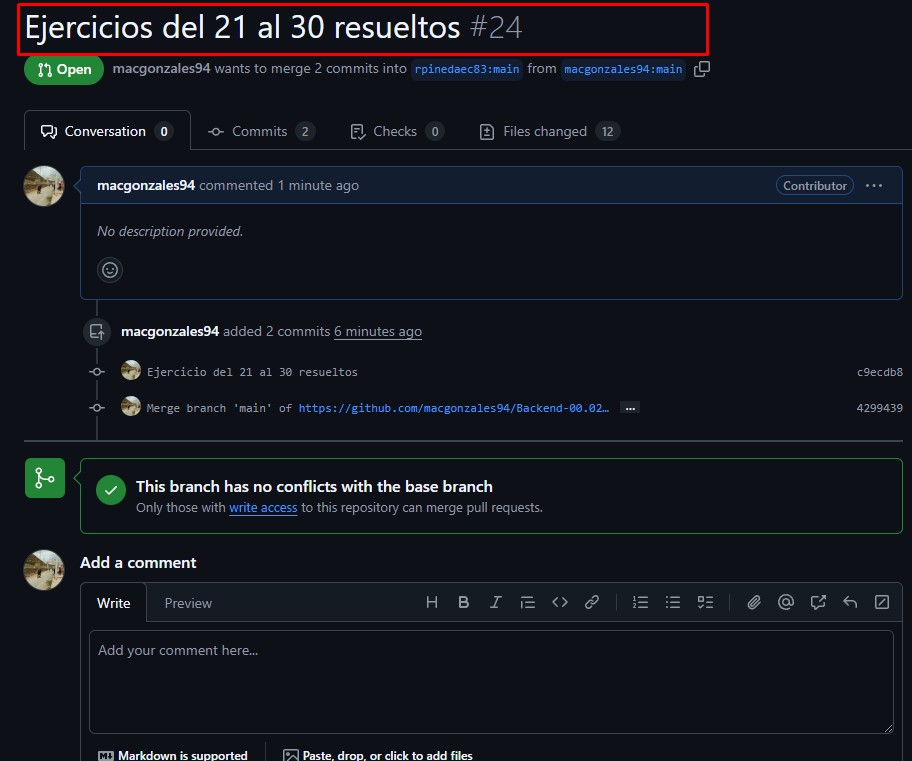 Ejercicios del 21 al 30 resueltos #24
Open macgonzales94 wants to merge 2 commits into rpinedaec83:main from macgonzales94:main
Conversation 0 Commits 2 Checks 0 Files changed 12
macgonzales94 commented 1 minute ago Contributor ...
No description provided.
macgonzales94 added 2 commits 6 minutes ago
Ejercicio del 21 al 30 resueltos c9ecdb8
Merge branch 'main' of https://github.com/macgonzales94/Backend-00.02… ... 4299439
This branch has no conflicts with the base branch
Only those with write access to this repository can merge pull requests.
Add a comment
Write Preview
Add your comment here...
Markdown is supported Paste, drop, or click to add files